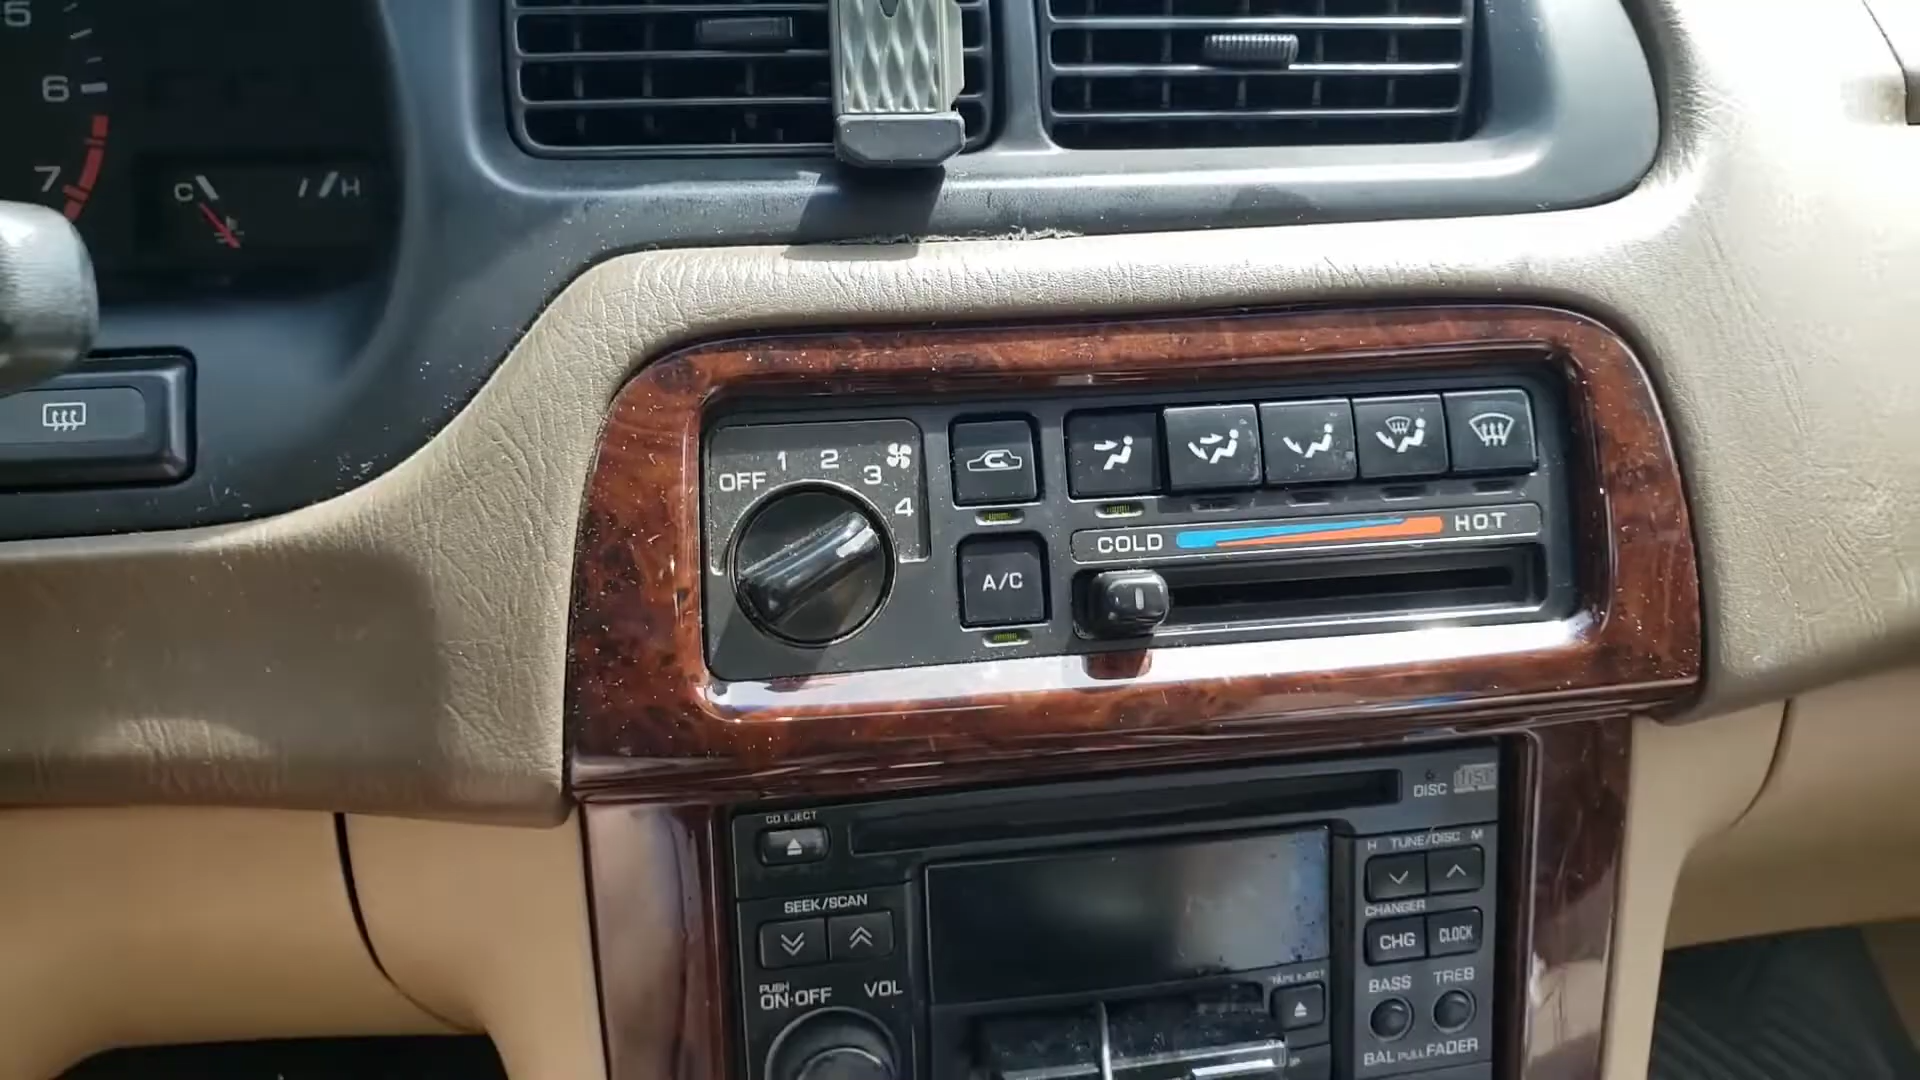 5
6
7
C H
OFF 1 2 3 4
A/C
COLD HOT
CD EJECT
DISC
disc
H TUNE/DISC M
SEEK/SCAN
CHANGER
CHG CLOCK
PUSH
ON·OFF VOL
TAPE EJECT
BASS TREB
BAL PULL FADER